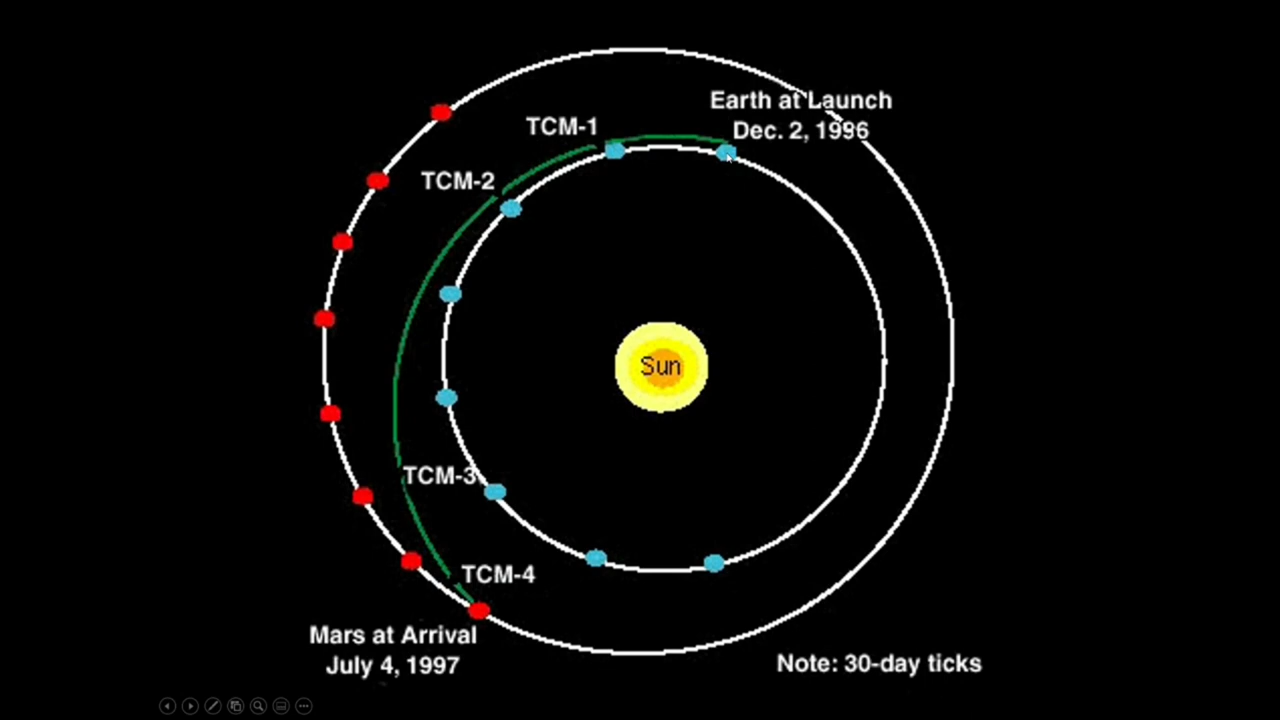 Earth at Launch
Dec. 2, 1996
TCM-1
TCM-2
Sun
TCM-3
TCM-4
Mars at Arrival
July 4, 1997
Note: 30-day ticks